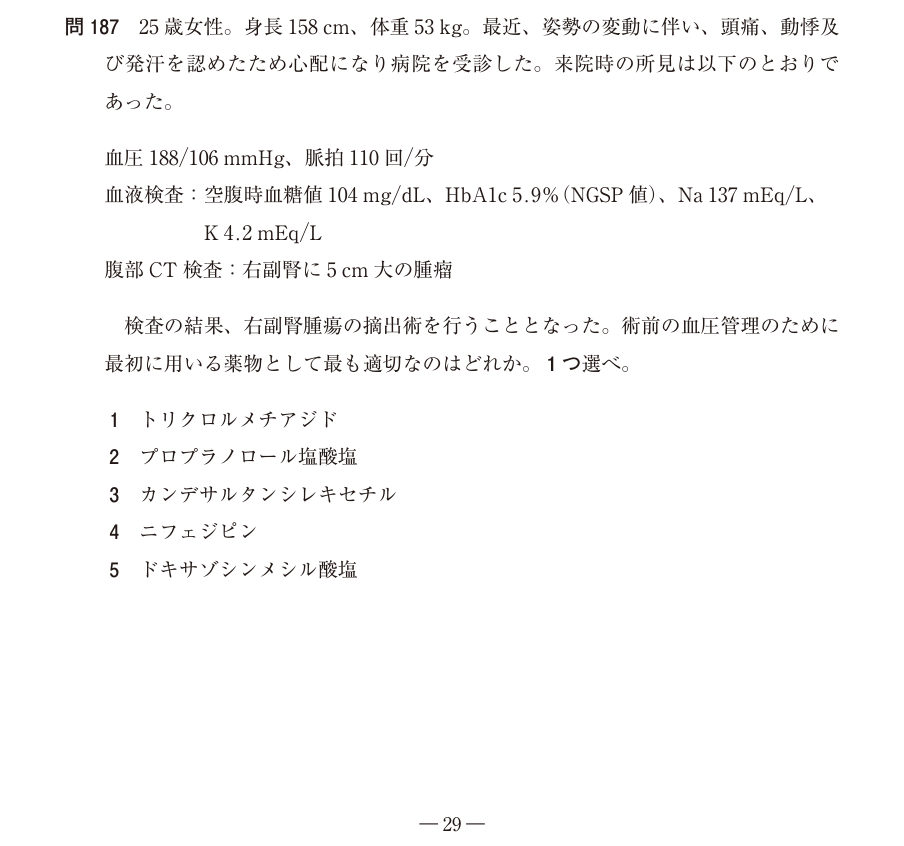 問 187 25 歳女性。身長 158 cm、体重 53 kg。最近、姿勢の変動に伴い、頭痛、動悸及
び発汗を認めたため心配になり病院を受診した。来院時の所見は以下のとおりで
あった。
血圧 188/106 mmHg、脈拍 110 回/分
血液検査：空腹時血糖値 104 mg/dL、HbA1c 5.9％（NGSP 値）、Na 137 mEq/L、
K 4.2 mEq/L
腹部 CT 検査：右副腎に 5 cm 大の腫瘤
検査の結果、右副腎腫瘍の摘出術を行うこととなった。術前の血圧管理のために
最初に用いる薬物として最も適切なのはどれか。1つ選べ。
1 トリクロルメチアジド
2 プロプラノロール塩酸塩
3 カンデサルタンシレキセチル
4 ニフェジピン
5 ドキサゾシンメシル酸塩
― 29 ―